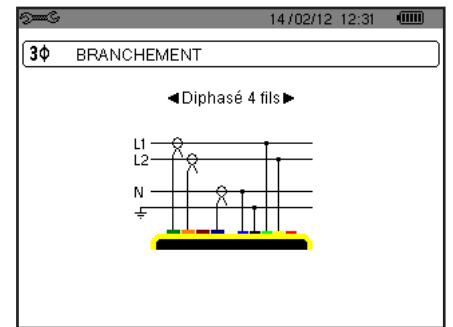 14/02/12 12:31
3Φ BRANCHEMENT
◄Diphasé 4 fils►
L1
L2
N